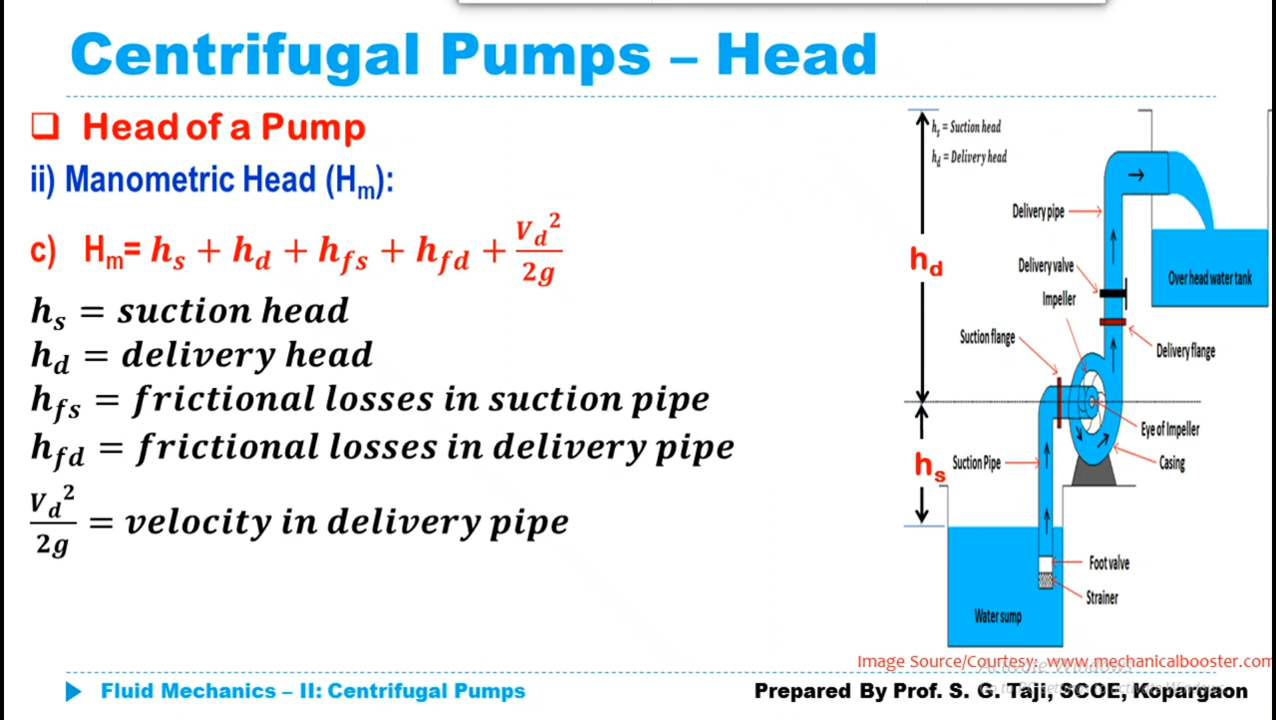 Centrifugal Pumps – Head
❑ Head of a Pump
ii) Manometric Head (Hm):
c) Hm= hs + hd + hfs + hfd + Vd²/2g
hs = suction head
hd = delivery head
hfs = frictional losses in suction pipe
hfd = frictional losses in delivery pipe
Vd²/2g = velocity in delivery pipe
hs = Suction head
hd = Delivery head
Delivery pipe
hd
Delivery valve
Over head water tank
Impeller
Suction flange
Delivery flange
Eye of Impeller
hs
Suction Pipe
Casing
Foot valve
Strainer
Water sump
Image Source/Courtesy: www.mechanicalbooster.com
Activate Windows
Fluid Mechanics – II: Centrifugal Pumps
Prepared By Prof. S. G. Taji, SCOE, Kopargaon